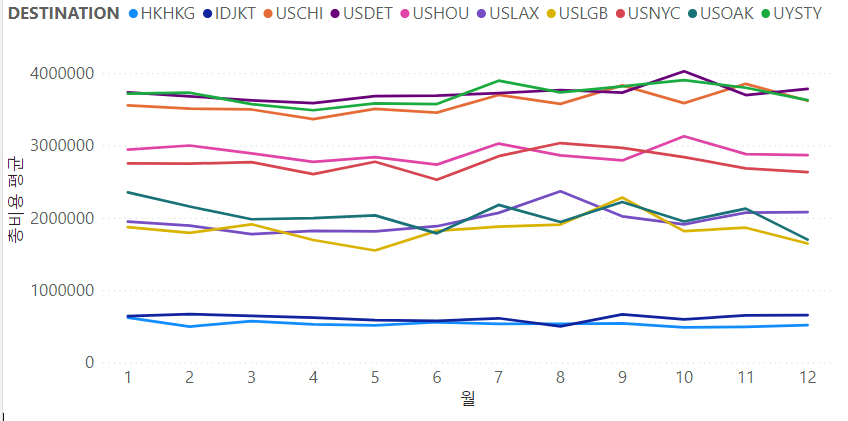 DESTINATION HKHKG IDJKT USCHI USDET USHOU USLAX USLGB USNYC USOAK UYSTY
4000000
3000000
2000000
1000000
0
총비용 평균
1 2 3 4 5 6 7 8 9 10 11 12
월